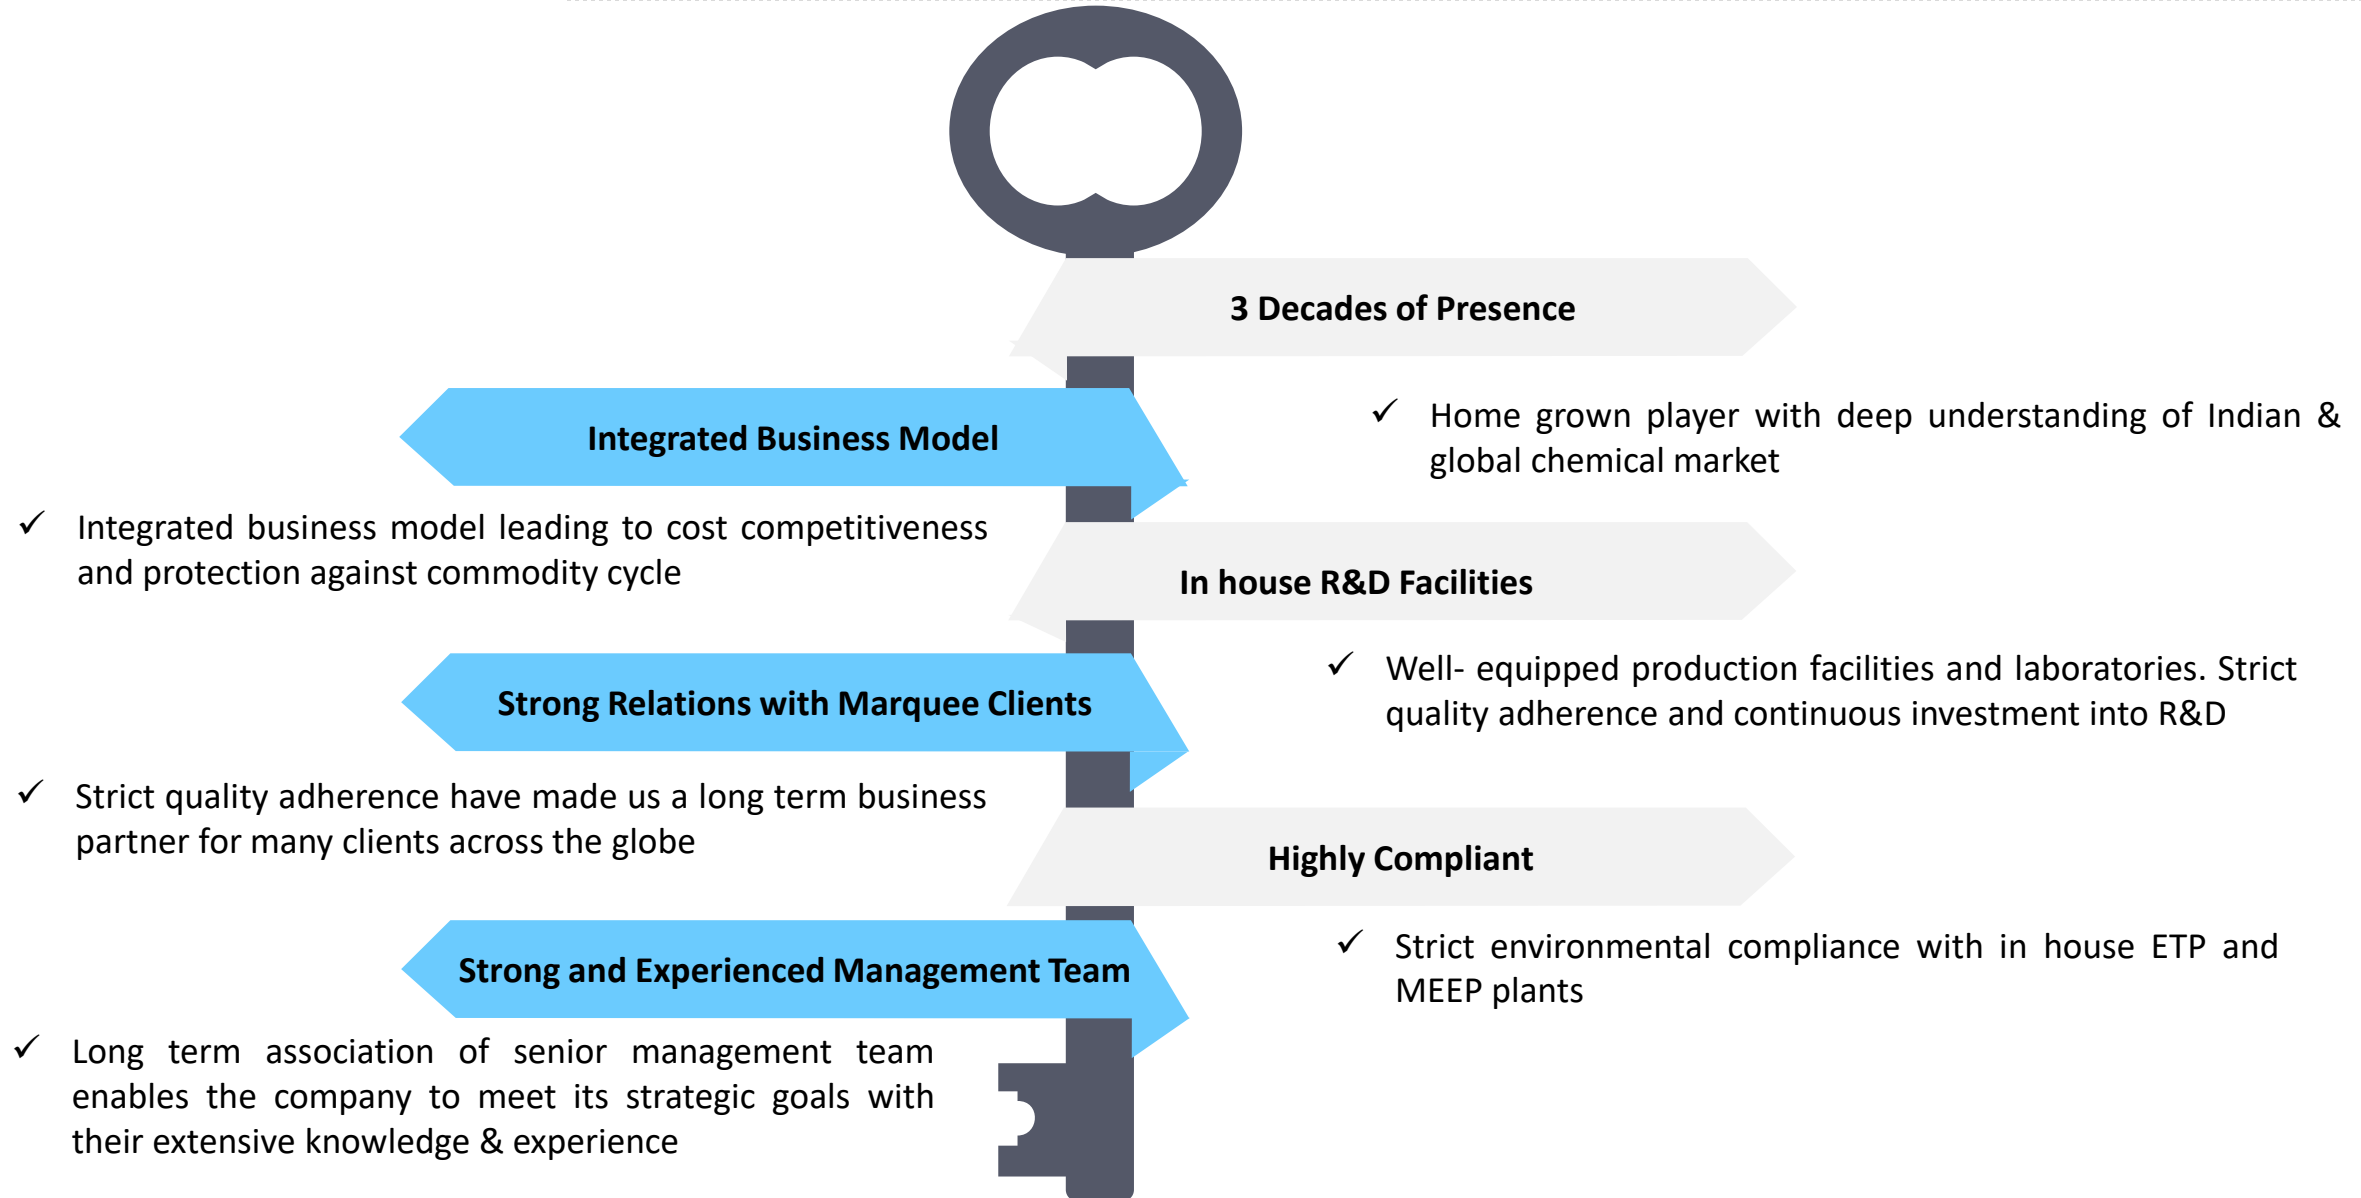 3 Decades of Presence
Home grown player with deep understanding of Indian &
global chemical market
Integrated Business Model
✓ Integrated business model leading to cost competitiveness
and protection against commodity cycle
In house R&D Facilities
✓ Well- equipped production facilities and laboratories. Strict
quality adherence and continuous investment into R&D
Strong Relations with Marquee Clients
✓ Strict quality adherence have made us a long term business
partner for many clients across the globe
Highly Compliant
✓ Strict environmental compliance with in house ETP and
MEEP plants
Strong and Experienced Management Team
✓ Long term association of senior management team
enables the company to meet its strategic goals with
their extensive knowledge & experience